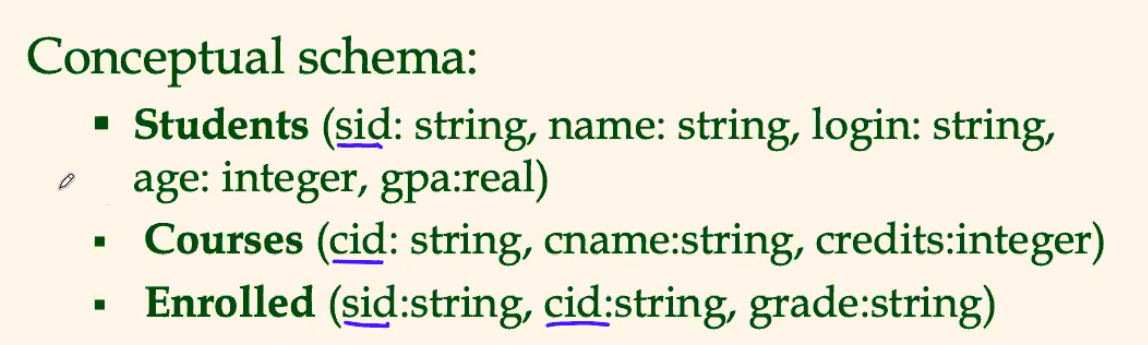 Conceptual schema:
▪ Students (sid: string, name: string, login: string,
age: integer, gpa:real)
▪ Courses (cid: string, cname:string, credits:integer)
▪ Enrolled (sid:string, cid:string, grade:string)